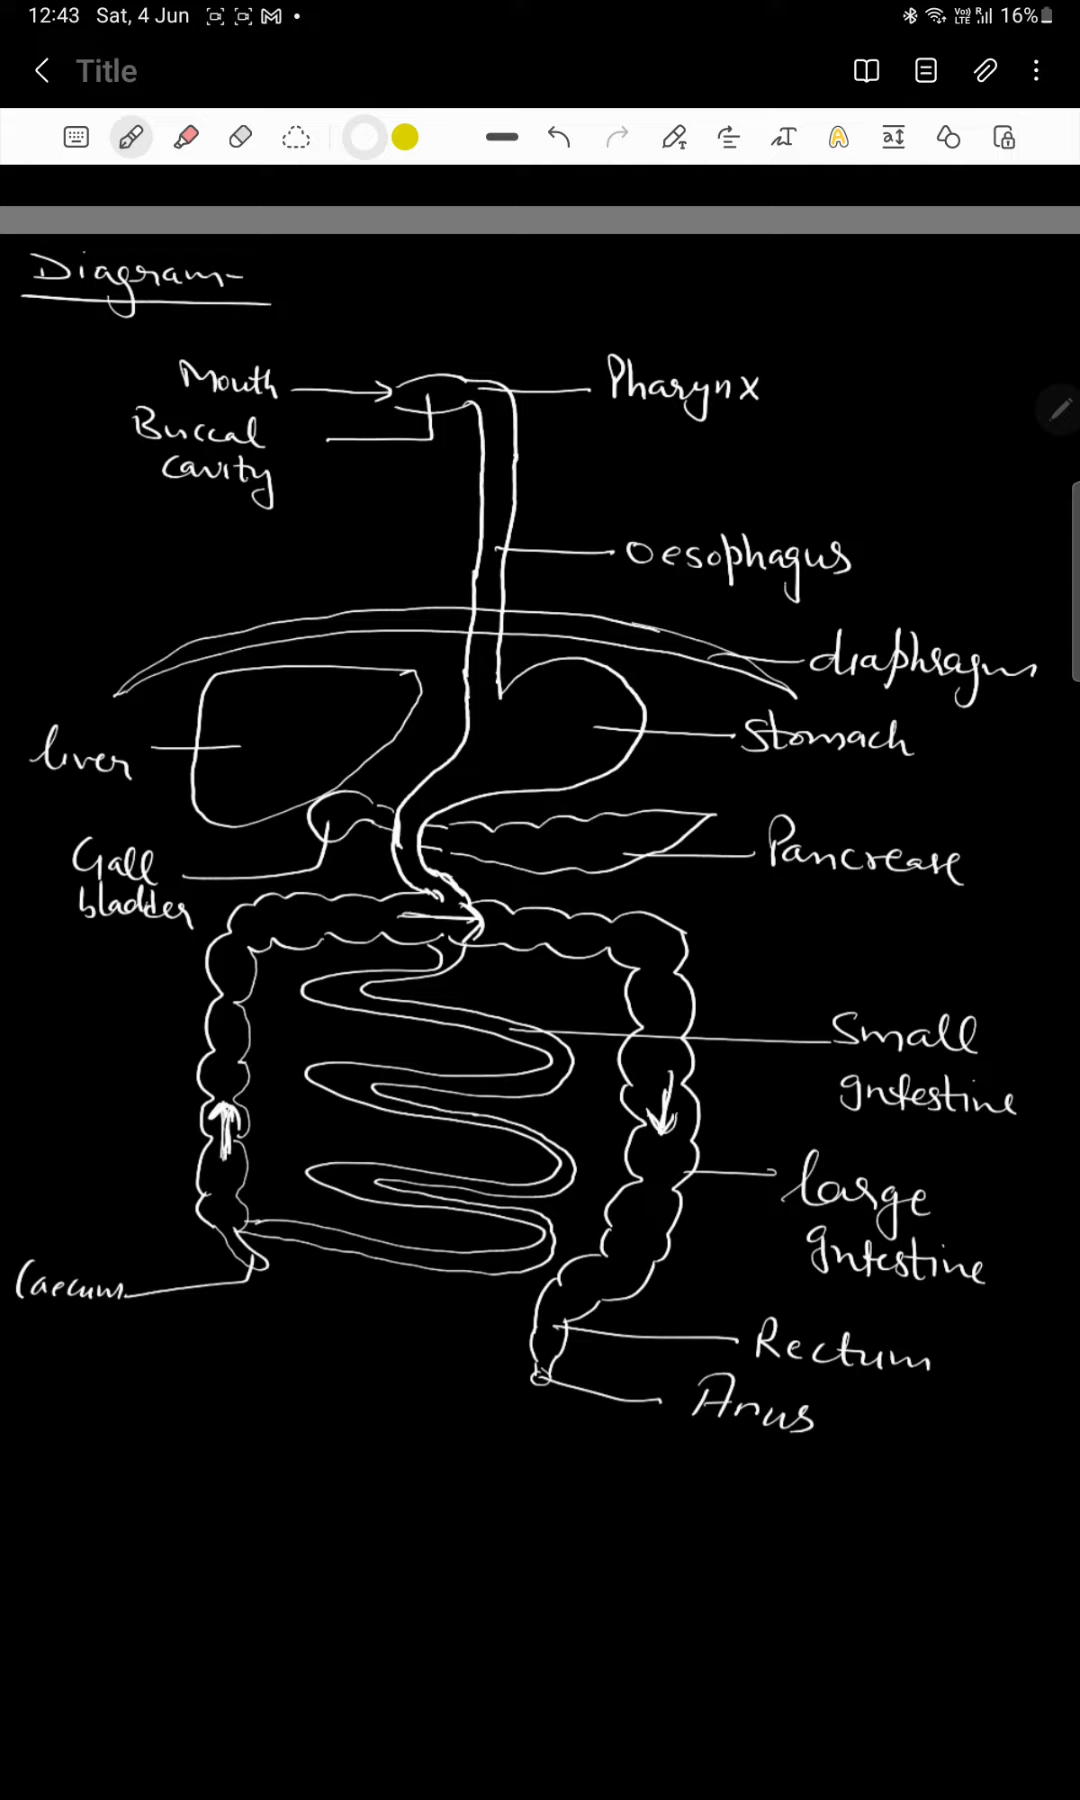 12:43 Sat, 4 Jun
16%
Title
Diagram-
Mouth
Pharynx
Buccal
cavity
Oesophagus
diaphragm
liver
Stomach
Gall
bladder
Pancrease
Small
Intestine
large
Intestine
Caecum
Rectum
Anus